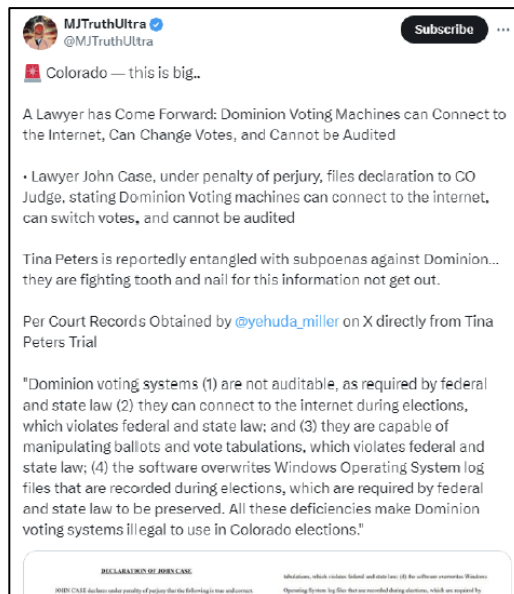 MJTruthUltra
@MJTruthUltra
Subscribe
🚨 Colorado — this is big..
A Lawyer has Come Forward: Dominion Voting Machines can Connect to
the Internet, Can Change Votes, and Cannot be Audited
• Lawyer John Case, under penalty of perjury, files declaration to CO
Judge, stating Dominion Voting machines can connect to the internet,
can switch votes, and cannot be audited
Tina Peters is reportedly entangled with subpoenas against Dominion...
they are fighting tooth and nail for this information not get out.
Per Court Records Obtained by @yehuda_miller on X directly from Tina
Peters Trial
"Dominion voting systems (1) are not auditable, as required by federal
and state law (2) they can connect to the internet during elections,
which violates federal and state law; and (3) they are capable of
manipulating ballots and vote tabulations, which violates federal and
state law; (4) the software overwrites Windows Operating System log
files that are recorded during elections, which are required by federal
and state law to be preserved. All these deficiencies make Dominion
voting systems illegal to use in Colorado elections."
DECLARATION OF JOHN CASE
JOHN CASE declares under penalty of perjury that the following is true and correct.
tabulations, which violates federal and state law; (4) the software overwrites Windows
Operating System log files that are recorded during elections, which are required by